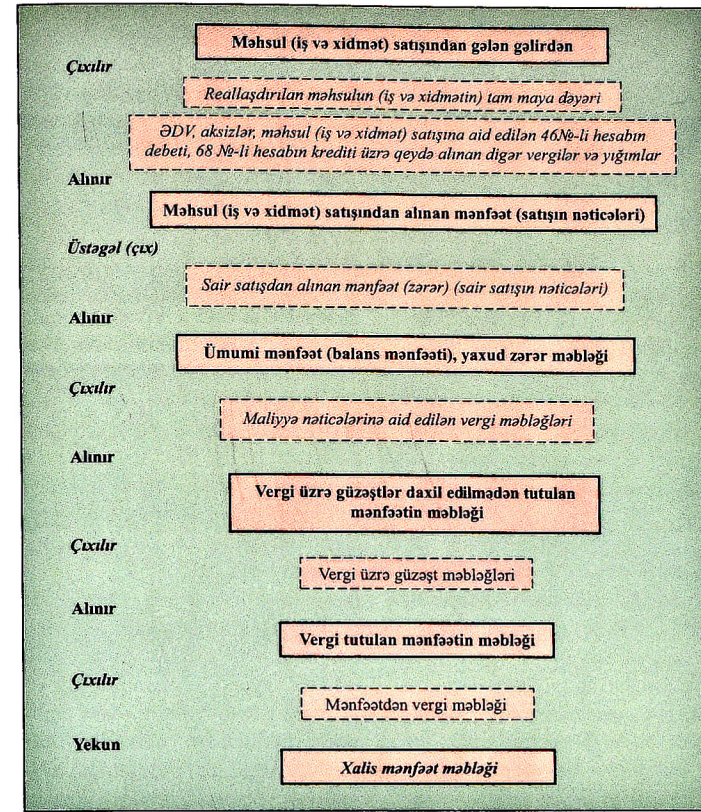 Məhsul (iş və xidmət) satışından gələn gəlirdən
Çıxılır
Reallaşdırılan məhsulun (iş və xidmətin) tam maya dəyəri
ƏDV, aksizlər, məhsul (iş və xidmət) satışına aid edilən 46№-li hesabın
debeti, 68 №-li hesabın krediti üzrə qeydə alınan digər vergilər və yığımlar
Alınır
Məhsul (iş və xidmət) satışından alınan mənfəət (satışın nəticələri)
Üstəgəl (çıx)
Sair satışdan alınan mənfəət (zərər) (sair satışın nəticələri)
Alınır
Ümumi mənfəət (balans mənfəəti), yaxud zərər məbləği
Çıxılır
Maliyyə nəticələrinə aid edilən vergi məbləğləri
Alınır
Vergi üzrə güzəştlər daxil edilmədən tutulan
mənfəətin məbləği
Çıxılır
Vergi üzrə güzəşt məbləğləri
Alınır
Vergi tutulan mənfəətin məbləği
Çıxılır
Mənfəətdən vergi məbləği
Yekun
Xalis mənfəət məbləği